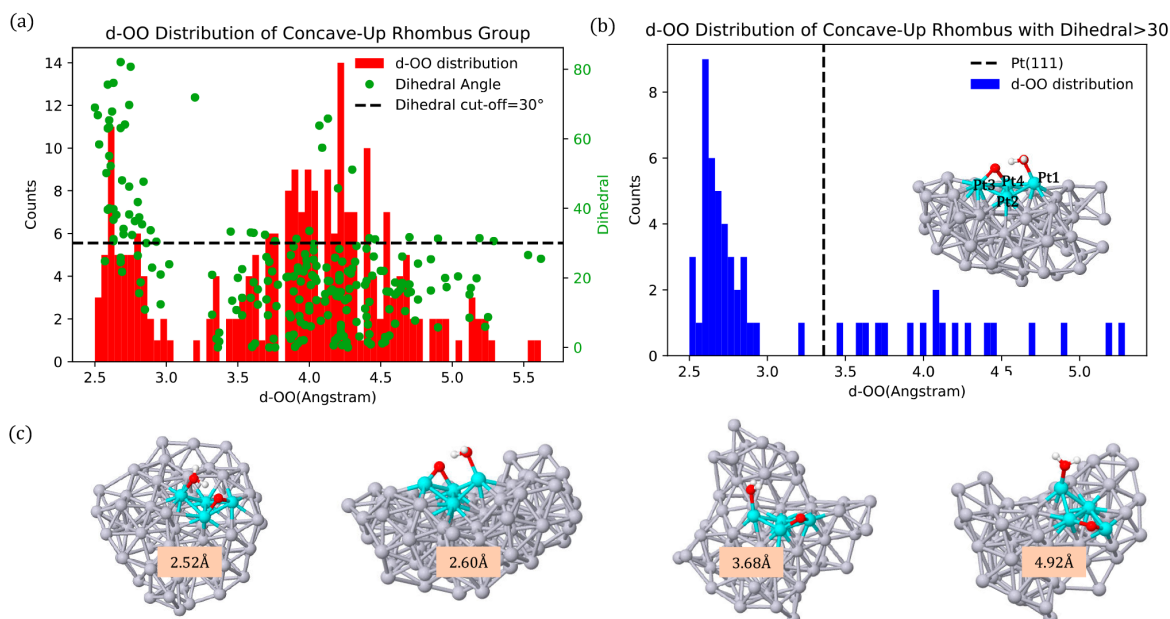 (a)
d-OO Distribution of Concave-Up Rhombus Group
d-OO distribution
Dihedral Angle
Dihedral cut-off=30°
Counts
14
12
10
8
6
4
2
0
80
60
40
20
0
Dihedral
2.5 3.0 3.5 4.0 4.5 5.0 5.5
d-OO(Angstram)
(b)
d-OO Distribution of Concave-Up Rhombus with Dihedral>30
Pt(111)
d-OO distribution
Counts
8
6
4
2
0
Pt3 Pt4 Pt1
Pt2
2.5 3.0 3.5 4.0 4.5 5.0
d-OO(Angstram)
(c)
2.52Å 2.60Å 3.68Å 4.92Å